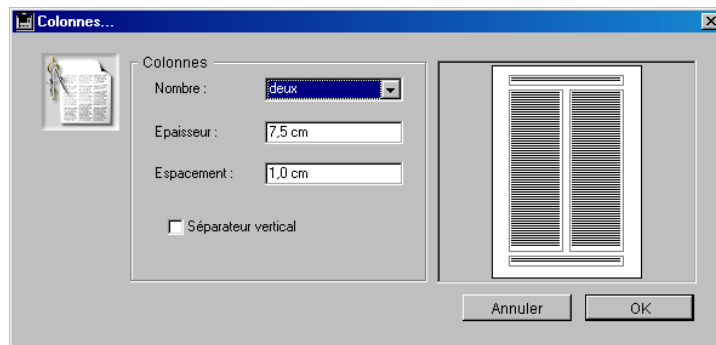 Colonnes...
Colonnes
Nombre : deux
Epaisseur : 7,5 cm
Espacement : 1,0 cm
Séparateur vertical
Annuler OK